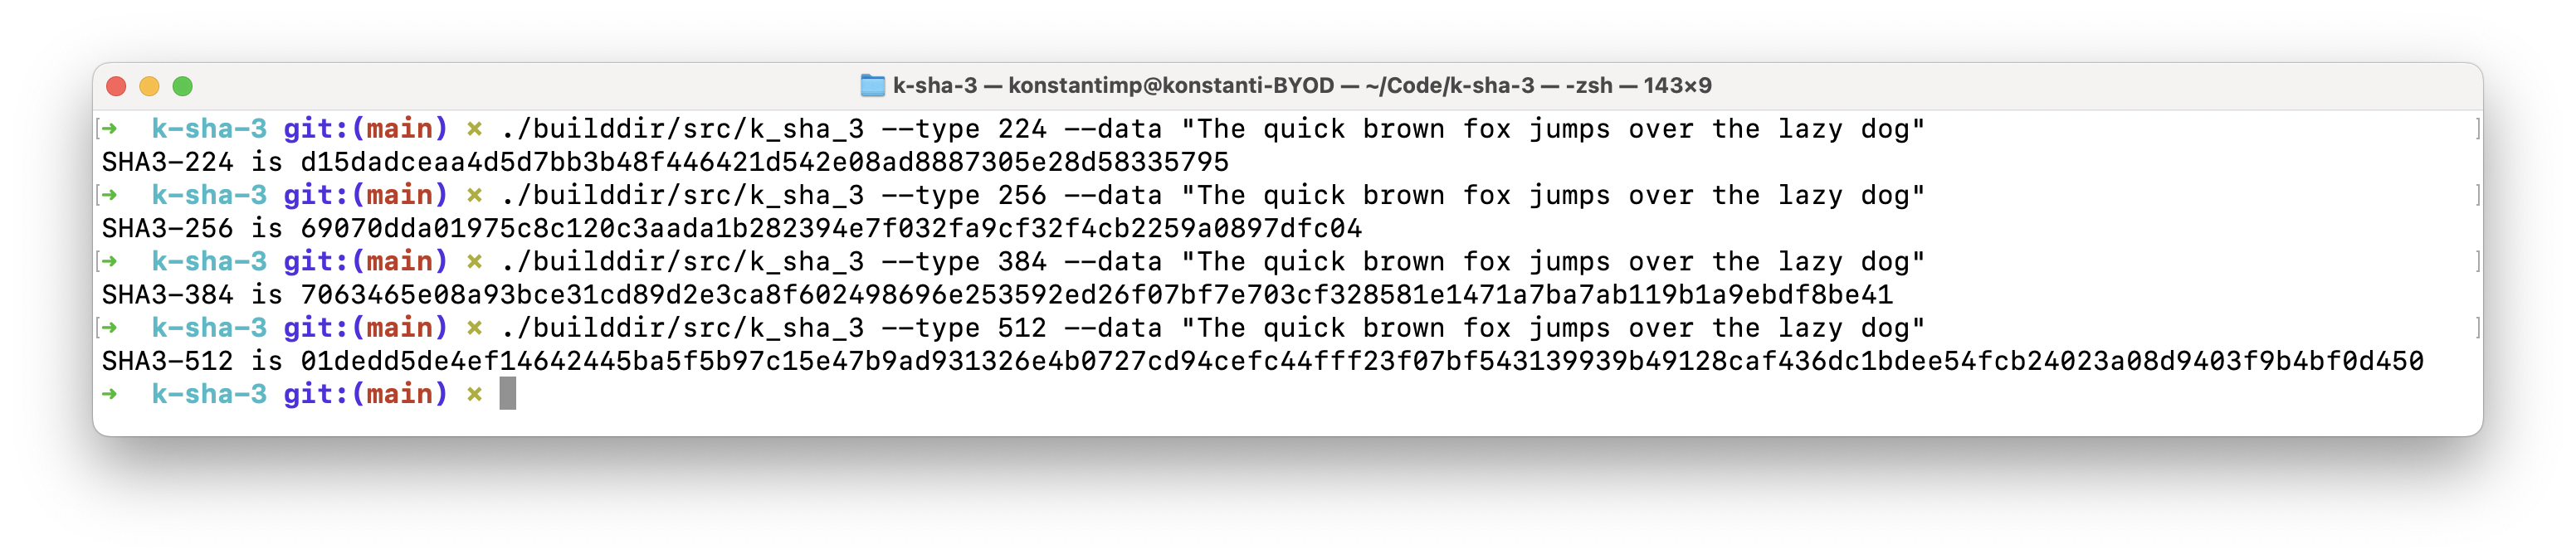 k-sha-3 — konstantimp@konstanti-BYOD — ~/Code/k-sha-3 — -zsh — 143×9
[➜  k-sha-3 git:(main) × ./builddir/src/k_sha_3 --type 224 --data "The quick brown fox jumps over the lazy dog" ]
SHA3-224 is d15dadceaa4d5d7bb3b48f446421d542e08ad8887305e28d58335795
[➜  k-sha-3 git:(main) × ./builddir/src/k_sha_3 --type 256 --data "The quick brown fox jumps over the lazy dog" ]
SHA3-256 is 69070dda01975c8c120c3aada1b282394e7f032fa9cf32f4cb2259a0897dfc04
[➜  k-sha-3 git:(main) × ./builddir/src/k_sha_3 --type 384 --data "The quick brown fox jumps over the lazy dog" ]
SHA3-384 is 7063465e08a93bce31cd89d2e3ca8f602498696e253592ed26f07bf7e703cf328581e1471a7ba7ab119b1a9ebdf8be41
[➜  k-sha-3 git:(main) × ./builddir/src/k_sha_3 --type 512 --data "The quick brown fox jumps over the lazy dog" ]
SHA3-512 is 01dedd5de4ef14642445ba5f5b97c15e47b9ad931326e4b0727cd94cefc44fff23f07bf543139939b49128caf436dc1bdee54fcb24023a08d9403f9b4bf0d450
➜  k-sha-3 git:(main) ×